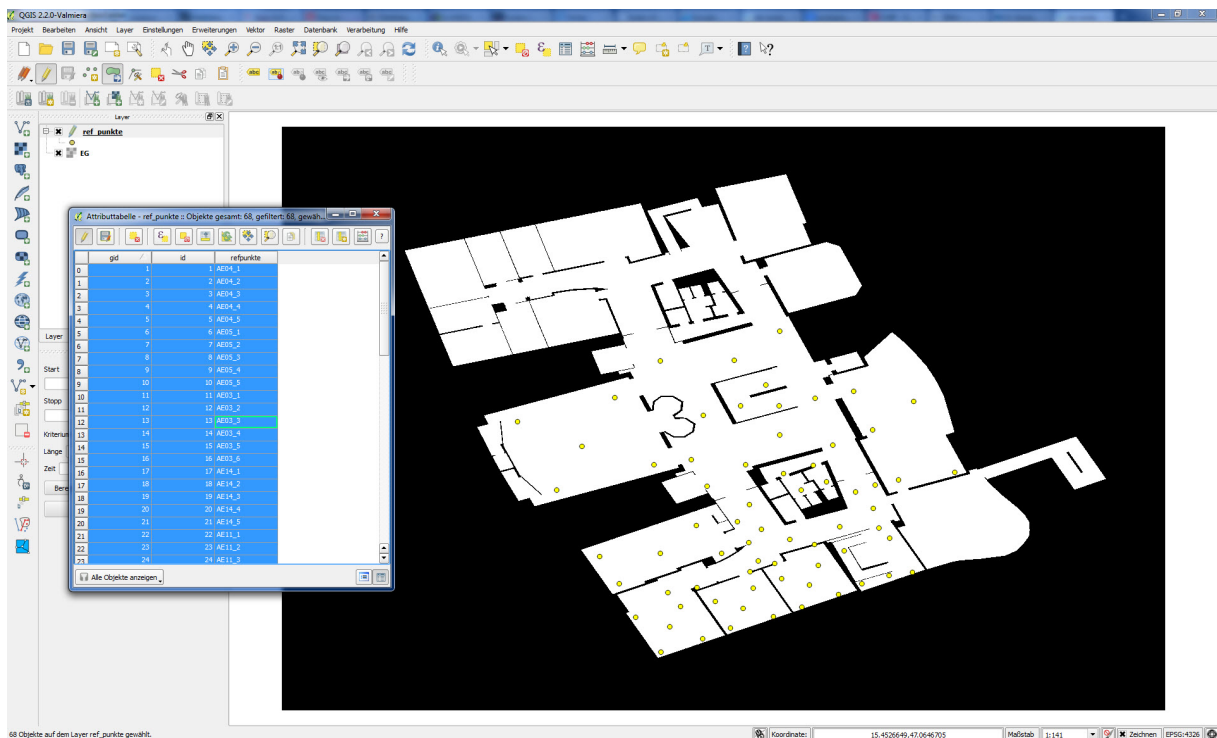 QGIS 2.2.0-Valmiera
Projekt Bearbeiten Ansicht Layer Einstellungen Erweiterungen Vektor Raster Datenbank Verarbeitung Hilfe
Layer
ref_punkte
EG
Attributtabelle - ref_punkte :: Objekte gesamt: 68, gefiltert: 68, gewäh...
gid id refpunkte
0 1 1 AE04_1
1 2 2 AE04_2
2 3 3 AE04_3
3 4 4 AE04_4
4 5 5 AE04_5
5 6 6 AE05_1
6 7 7 AE05_2
7 8 8 AE05_3
8 9 9 AE05_4
9 10 10 AE05_5
10 11 11 AE03_1
11 12 12 AE03_2
12 13 13 AE03_3
13 14 14 AE03_4
14 15 15 AE03_5
15 16 16 AE03_6
16 17 17 AE14_1
17 18 18 AE14_2
18 19 19 AE14_3
19 20 20 AE14_4
20 21 21 AE14_5
21 22 22 AE11_1
22 23 23 AE11_2
23 24 24 AE11_3
Alle Objekte anzeigen
Layer
Start
Stopp
Länge
Zeit
68 Objekte auf dem Layer ref_punkte gewählt.
Koordinate: 15.4526649,47.0646705 Maßstab 1:141 Zeichnen EPSG:4326